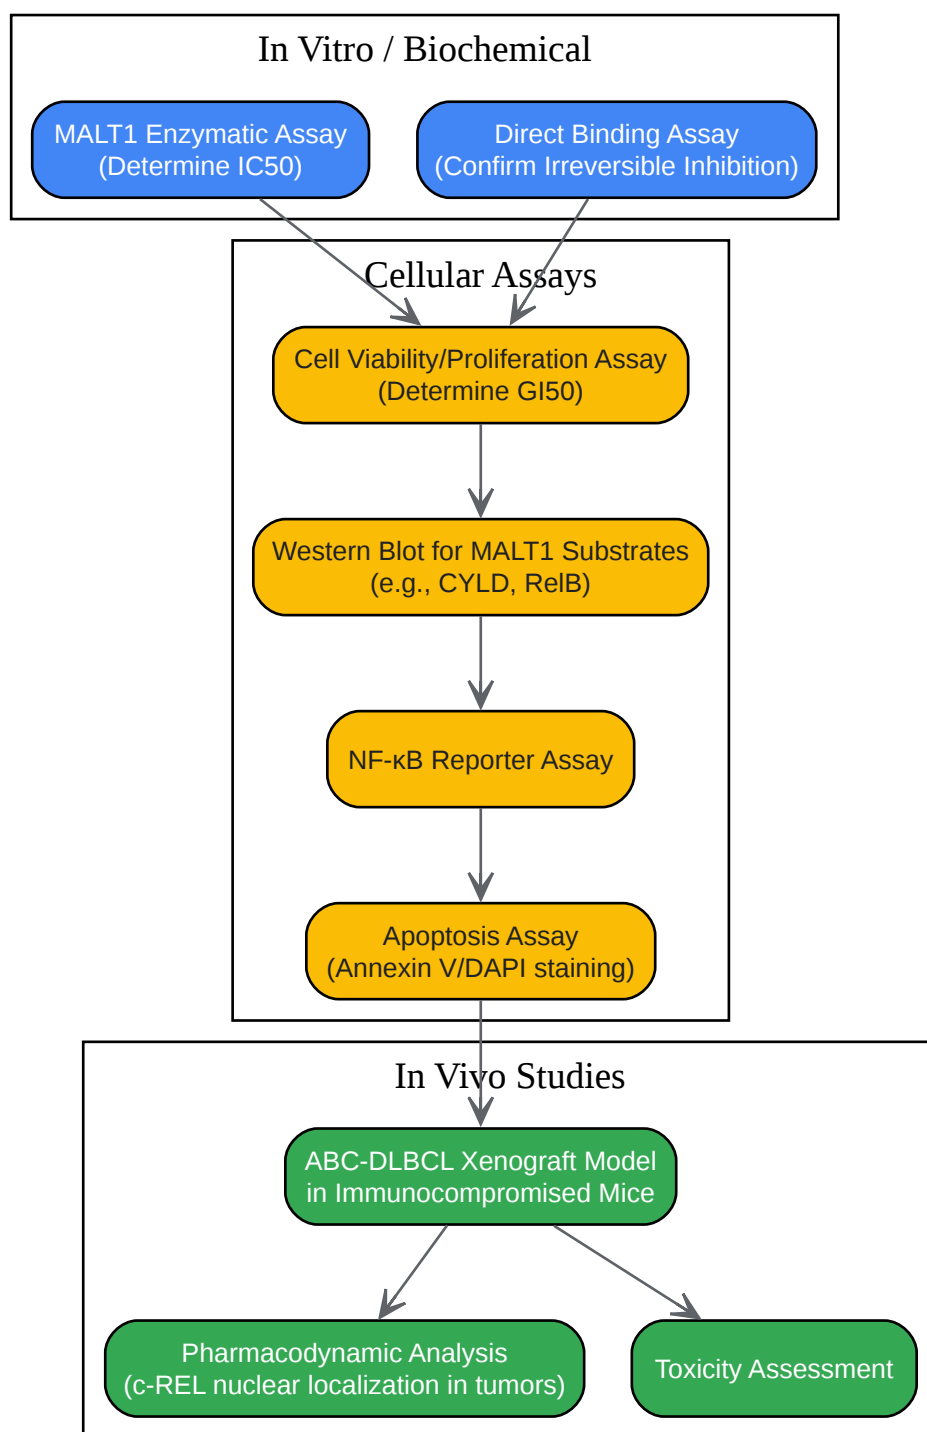 In Vitro / Biochemical
MALT1 Enzymatic Assay
(Determine IC50)
Direct Binding Assay
(Confirm Irreversible Inhibition)
Cellular Assays
Cell Viability/Proliferation Assay
(Determine GI50)
Western Blot for MALT1 Substrates
(e.g., CYLD, RelB)
NF-κB Reporter Assay
Apoptosis Assay
(Annexin V/DAPI staining)
In Vivo Studies
ABC-DLBCL Xenograft Model
in Immunocompromised Mice
Pharmacodynamic Analysis
(c-REL nuclear localization in tumors)
Toxicity Assessment